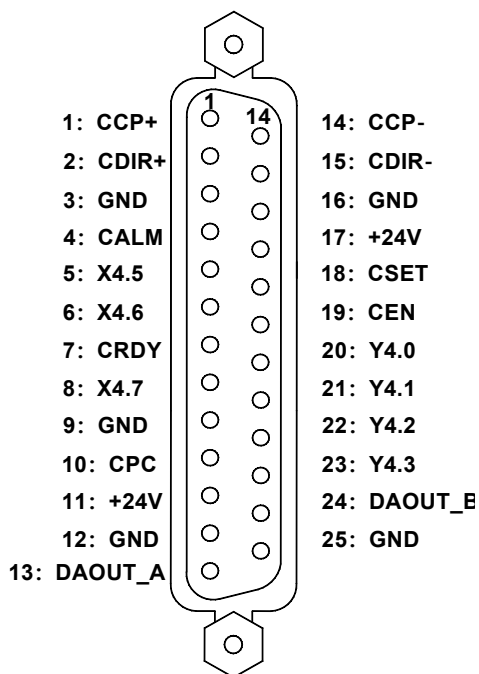 1
14
1: CCP+
2: CDIR+
3: GND
4: CALM
5: X4.5
6: X4.6
7: CRDY
8: X4.7
9: GND
10: CPC
11: +24V
12: GND
13: DAOUT_A
14: CCP-
15: CDIR-
16: GND
17: +24V
18: CSET
19: CEN
20: Y4.0
21: Y4.1
22: Y4.2
23: Y4.3
24: DAOUT_B
25: GND